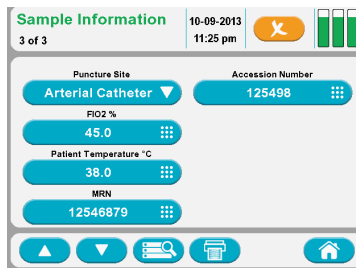 Sample Information
3 of 3
10-09-2013
11:25 pm
Puncture Site
Arterial Catheter
FIO2 %
45.0
Patient Temperature °C
38.0
MRN
12546879
Accession Number
125498